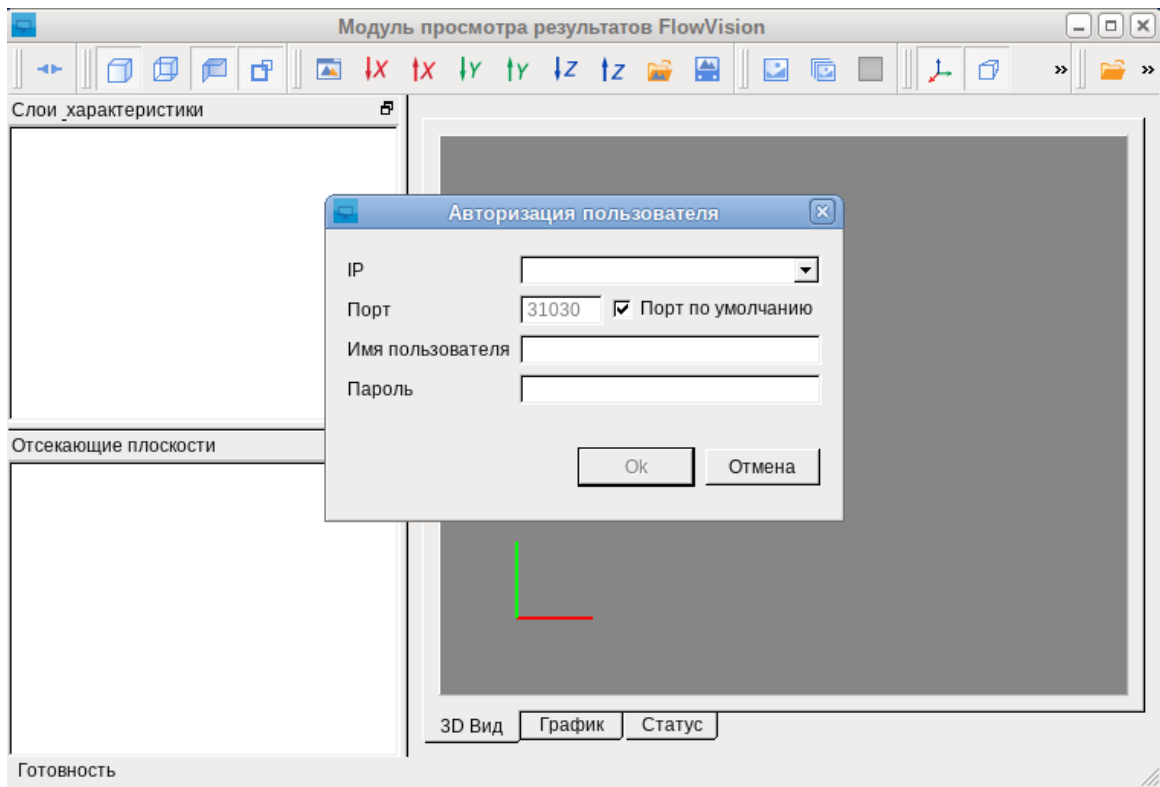 Модуль просмотра результатов FlowVision
X X Y Y Z Z » »
Слои _характеристики
Авторизация пользователя
IP
Порт 31030 Порт по умолчанию
Имя пользователя
Пароль
Ok Отмена
Отсекающие плоскости
3D Вид График Статус
Готовность